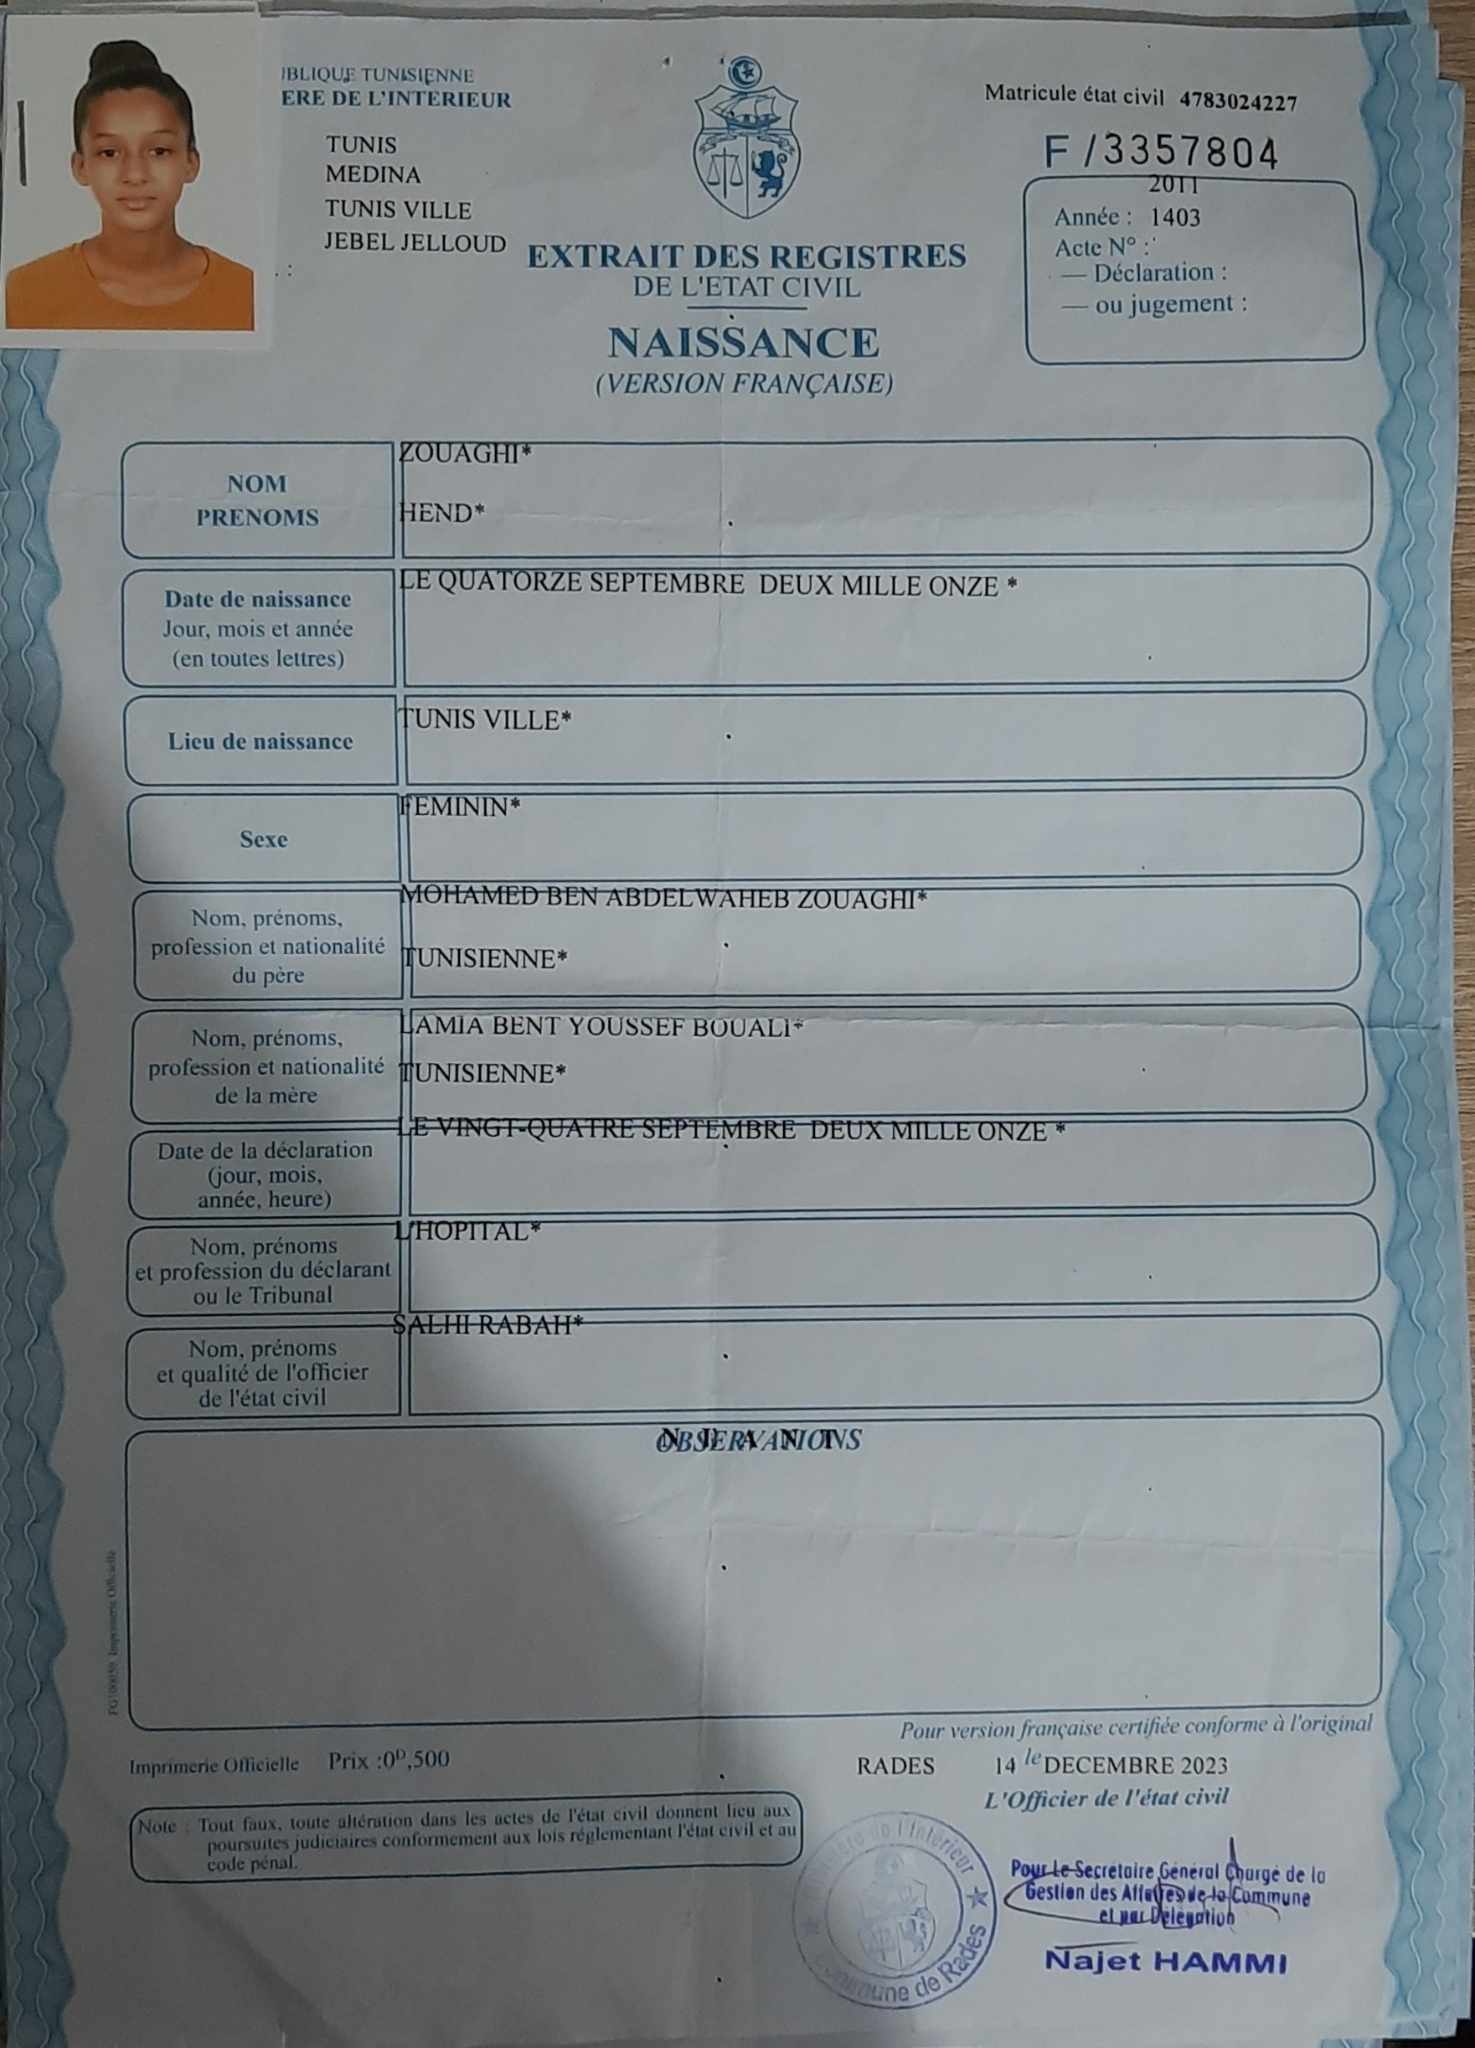 IBLIQUE TUNISIENNE
ERE DE L'INTERIEUR
TUNIS
MEDINA
TUNIS VILLE
JEBEL JELLOUD
. :
Matricule état civil 4783024227
F /3357804
2011
Année : 1403
Acte N° :
— Déclaration :
— ou jugement :
EXTRAIT DES REGISTRES
DE L'ETAT CIVIL
NAISSANCE
(VERSION FRANÇAISE)
NOM
PRENOMS
ZOUAGHI*
HEND*
Date de naissance
Jour, mois et année
(en toutes lettres)
LE QUATORZE SEPTEMBRE DEUX MILLE ONZE *
Lieu de naissance
TUNIS VILLE*
Sexe
FEMININ*
Nom, prénoms,
profession et nationalité
du père
MOHAMED BEN ABDELWAHEB ZOUAGHI*
TUNISIENNE*
Nom, prénoms,
profession et nationalité
de la mère
LAMIA BENT YOUSSEF BOUALI*
TUNISIENNE*
Date de la déclaration
(jour, mois,
année, heure)
LE VINGT-QUATRE SEPTEMBRE DEUX MILLE ONZE *
Nom, prénoms
et profession du déclarant
ou le Tribunal
L'HOPITAL*
Nom, prénoms
et qualité de l'officier
de l'état civil
SALHI RABAH*
OBSERVATIONS
Imprimerie Officielle
Pour version française certifiée conforme à l'original
Imprimerie Officielle Prix :0ᴰ,500
RADES 14 le DECEMBRE 2023
L'Officier de l'état civil
Note : Tout faux, toute altération dans les actes de l'état civil donnent lieu aux
poursuites judiciaires conformement aux lois réglementant l'état civil et au
code pénal.
de l'Intérieur
Commune de Rades
Pour Le Secrétaire Général Chargé de la
Gestion des Affaires de la Commune
et par Délégation
Najet HAMMI